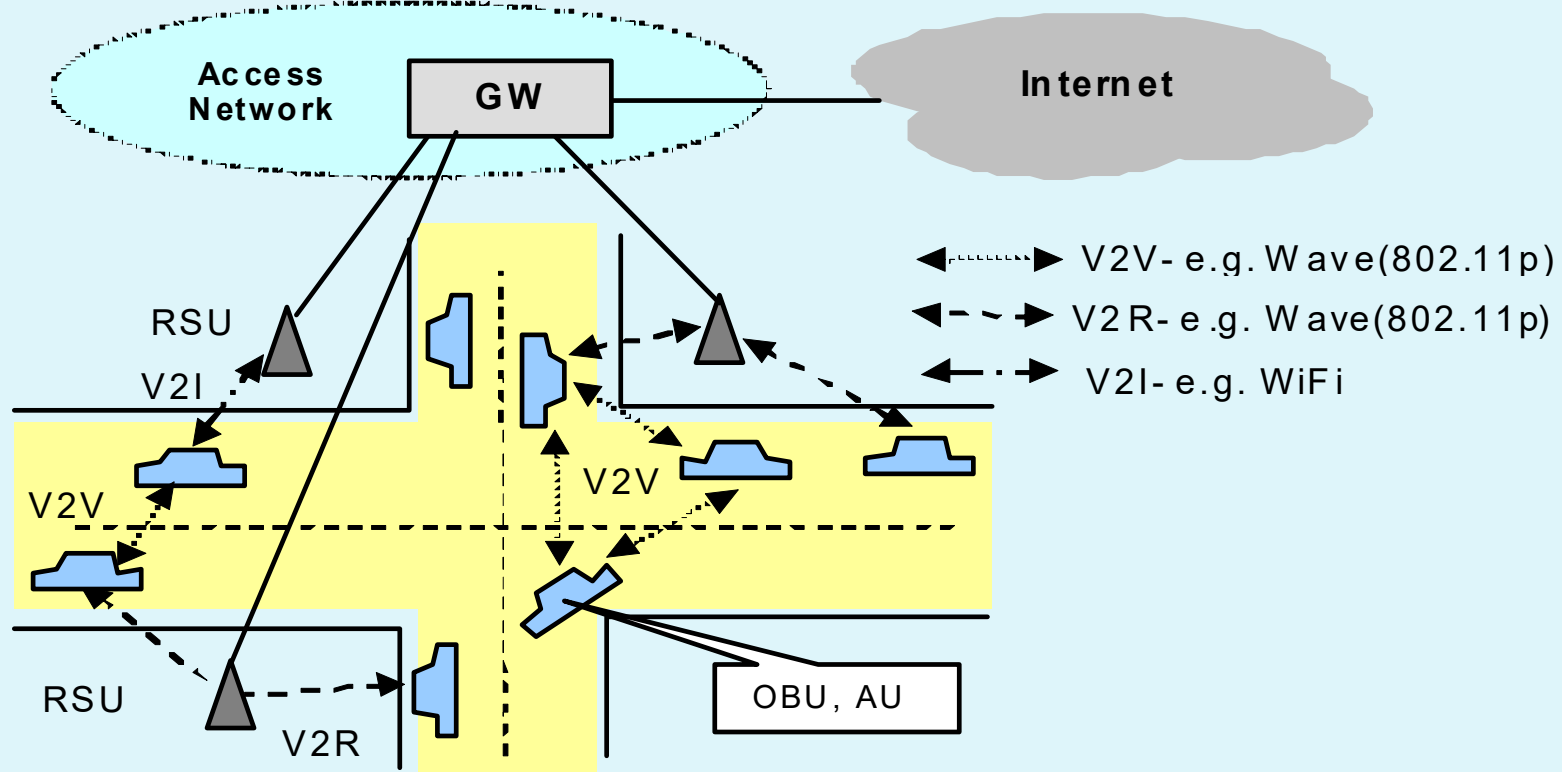 Access
Network
GW
Internet
V2V- e.g. Wave(802.11p)
V2R- e.g. Wave(802.11p)
V2I- e.g. WiFi
RSU
V2I
V2V
V2V
RSU
V2R
OBU, AU